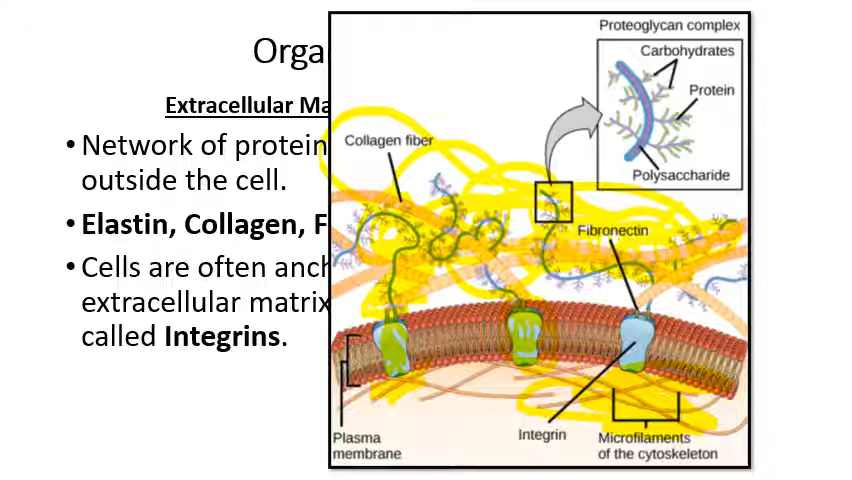 Orga
Extracellular Ma
• Network of protein
outside the cell.
• Elastin, Collagen, F
• Cells are often anch
extracellular matrix
called Integrins.
Proteoglycan complex
Carbohydrates
Protein
Polysaccharide
Collagen fiber
Fibronectin
Plasma
membrane
Integrin
Microfilaments
of the cytoskeleton